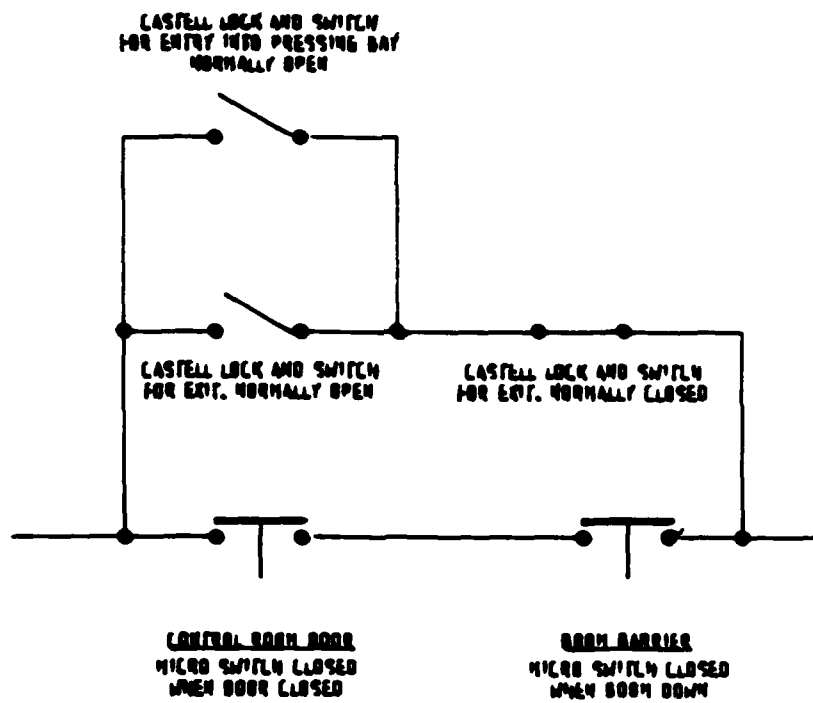 CASTELL LOCK AND SWITCH
FOR ENTRY INTO PRESSING BAY
NORMALLY OPEN
CASTELL LOCK AND SWITCH
FOR EXIT. NORMALLY OPEN
CASTELL LOCK AND SWITCH
FOR EXIT. NORMALLY CLOSED
CONTROL ROOM DOOR
MICRO SWITCH CLOSED
WHEN DOOR CLOSED
BOOM BARRIER
MICRO SWITCH CLOSED
WHEN BOOM DOWN